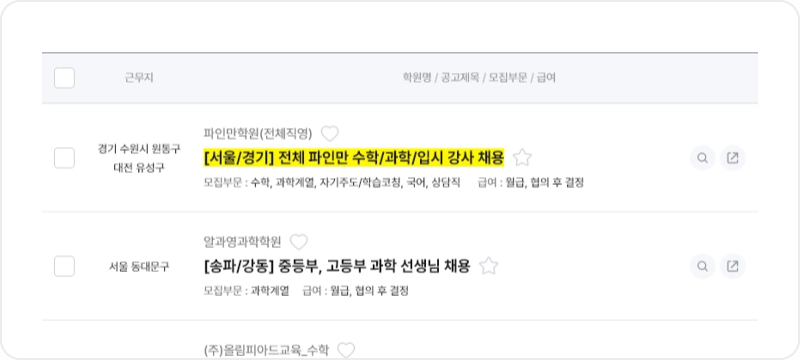 근무지 학원명 / 공고제목 / 모집부문 / 급여
경기 수원시 원통구
대전 유성구
파인만학원(전체직영)
[서울/경기] 전체 파인만 수학/과학/입시 강사 채용
모집부문 : 수학, 과학계열, 자기주도/학습코칭, 국어, 상담직 급여 : 월급, 협의 후 결정
서울 동대문구
알과영과학학원
[송파/강동] 중등부, 고등부 과학 선생님 채용
모집부문 : 과학계열 급여 : 월급, 협의 후 결정
(주)올림피아드교육_수학